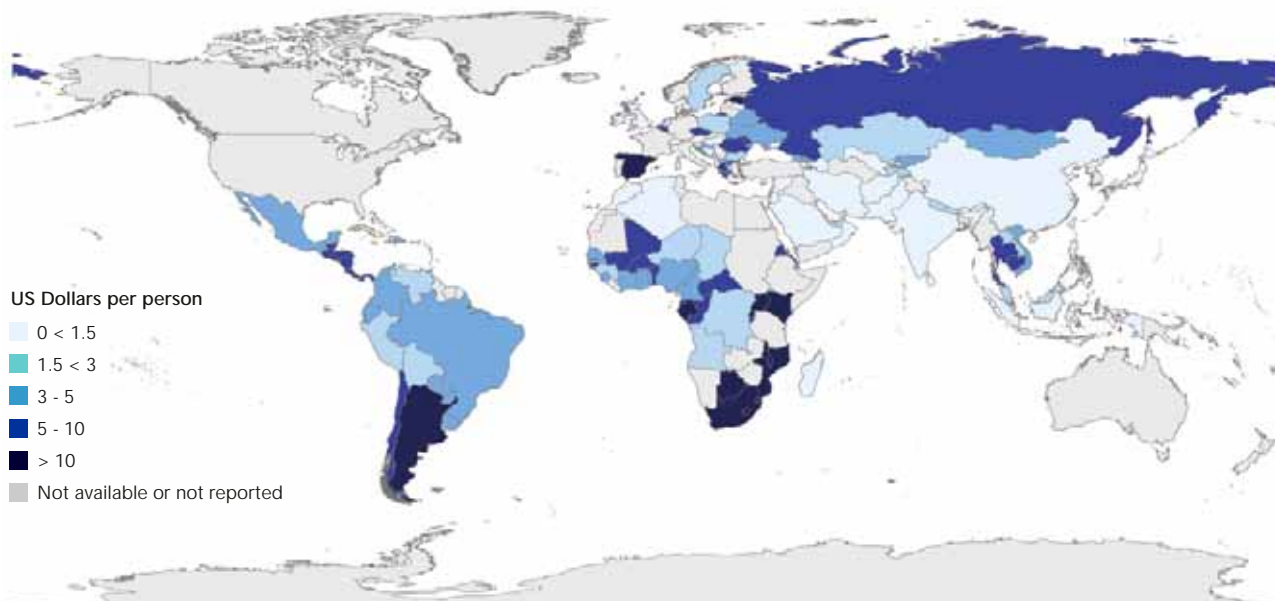 US Dollars per person
0 < 1.5
1.5 < 3
3 - 5
5 - 10
> 10
Not available or not reported